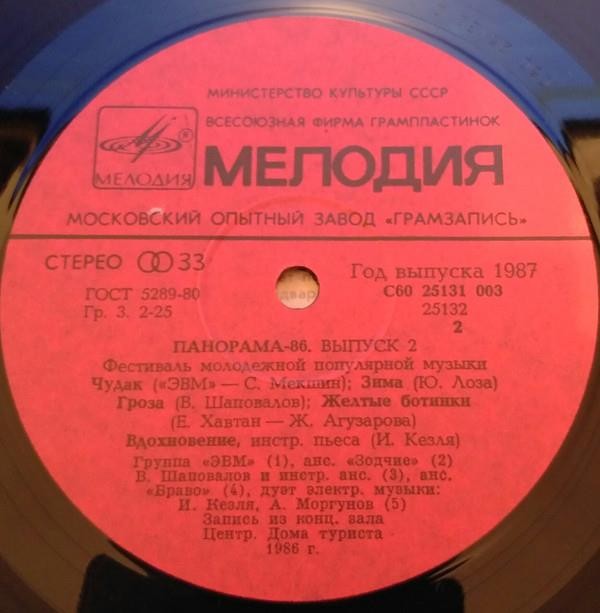 МИНИСТЕРСТВО КУЛЬТУРЫ СССР
ВСЕСОЮЗНАЯ ФИРМА ГРАМПЛАСТИНОК
МЕЛОДИЯ
МЕЛОДИЯ
МОСКОВСКИЙ ОПЫТНЫЙ ЗАВОД «ГРАМЗАПИСЬ»
СТЕРЕО 33
Год выпуска 1987
ГОСТ 5289-80
С60 25131 003
Гр. 3. 2-25
25132
2
ПАНОРАМА-86. ВЫПУСК 2
Фестиваль молодежной популярной музыки
Чудак («ЭВМ» — С. Мекшин); Зима (Ю. Лоза)
Гроза (В. Шаповалов); Желтые ботинки
(Е. Хавтан — Ж. Агузарова)
Вдохновение, инстр. пьеса (И. Кезля)
Группа «ЭВМ» (1), анс. «Зодчие» (2)
В. Шаповалов и инстр. анс. (3), анс.
«Браво» (4), дуэт электр. музыки:
И. Кезля, А. Моргунов (5)
Запись из конц. зала
Центр. Дома туриста
1986 г.